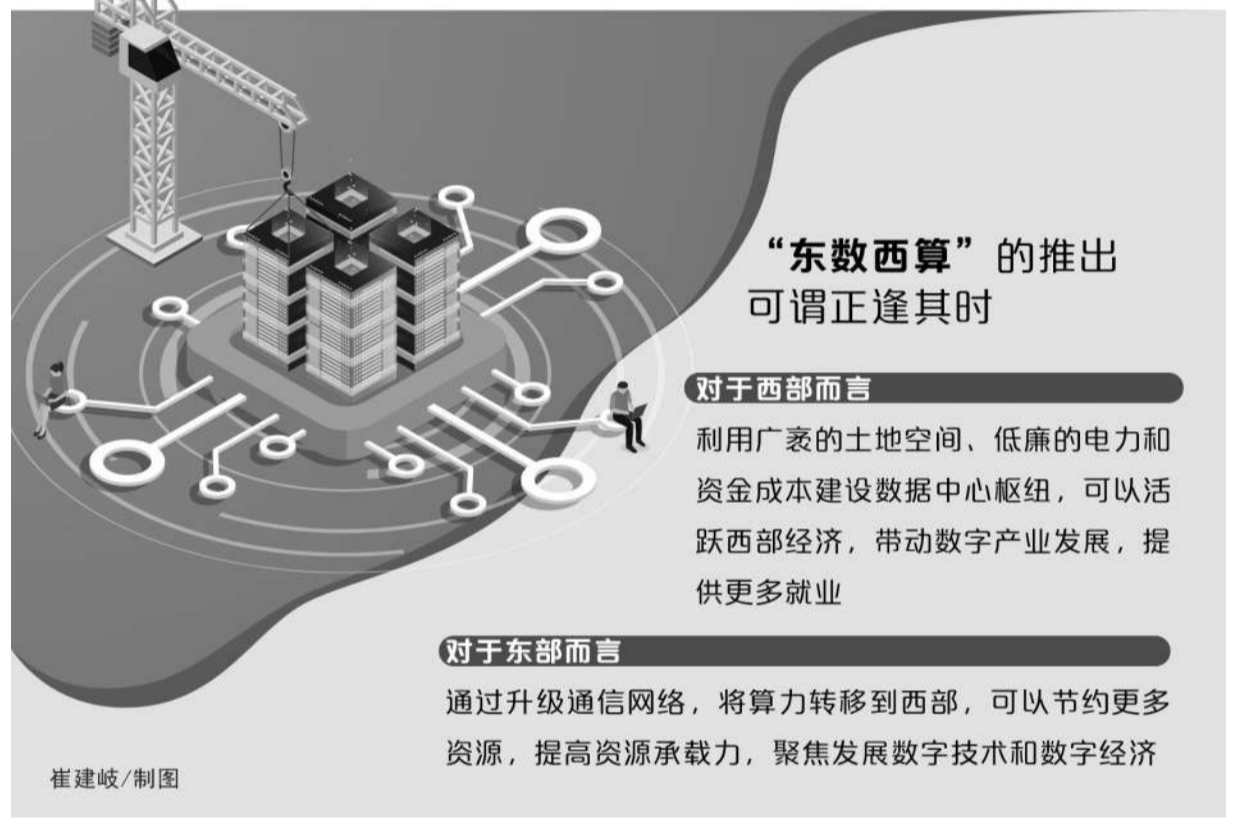 “东数西算”的推出
可谓正逢其时
对于西部而言
利用广袤的土地空间、低廉的电力和
资金成本建设数据中心枢纽，可以活
跃西部经济，带动数字产业发展，提
供更多就业
对于东部而言
通过升级通信网络，将算力转移到西部，可以节约更多
资源，提高资源承载力，聚焦发展数字技术和数字经济
崔建岐/制图